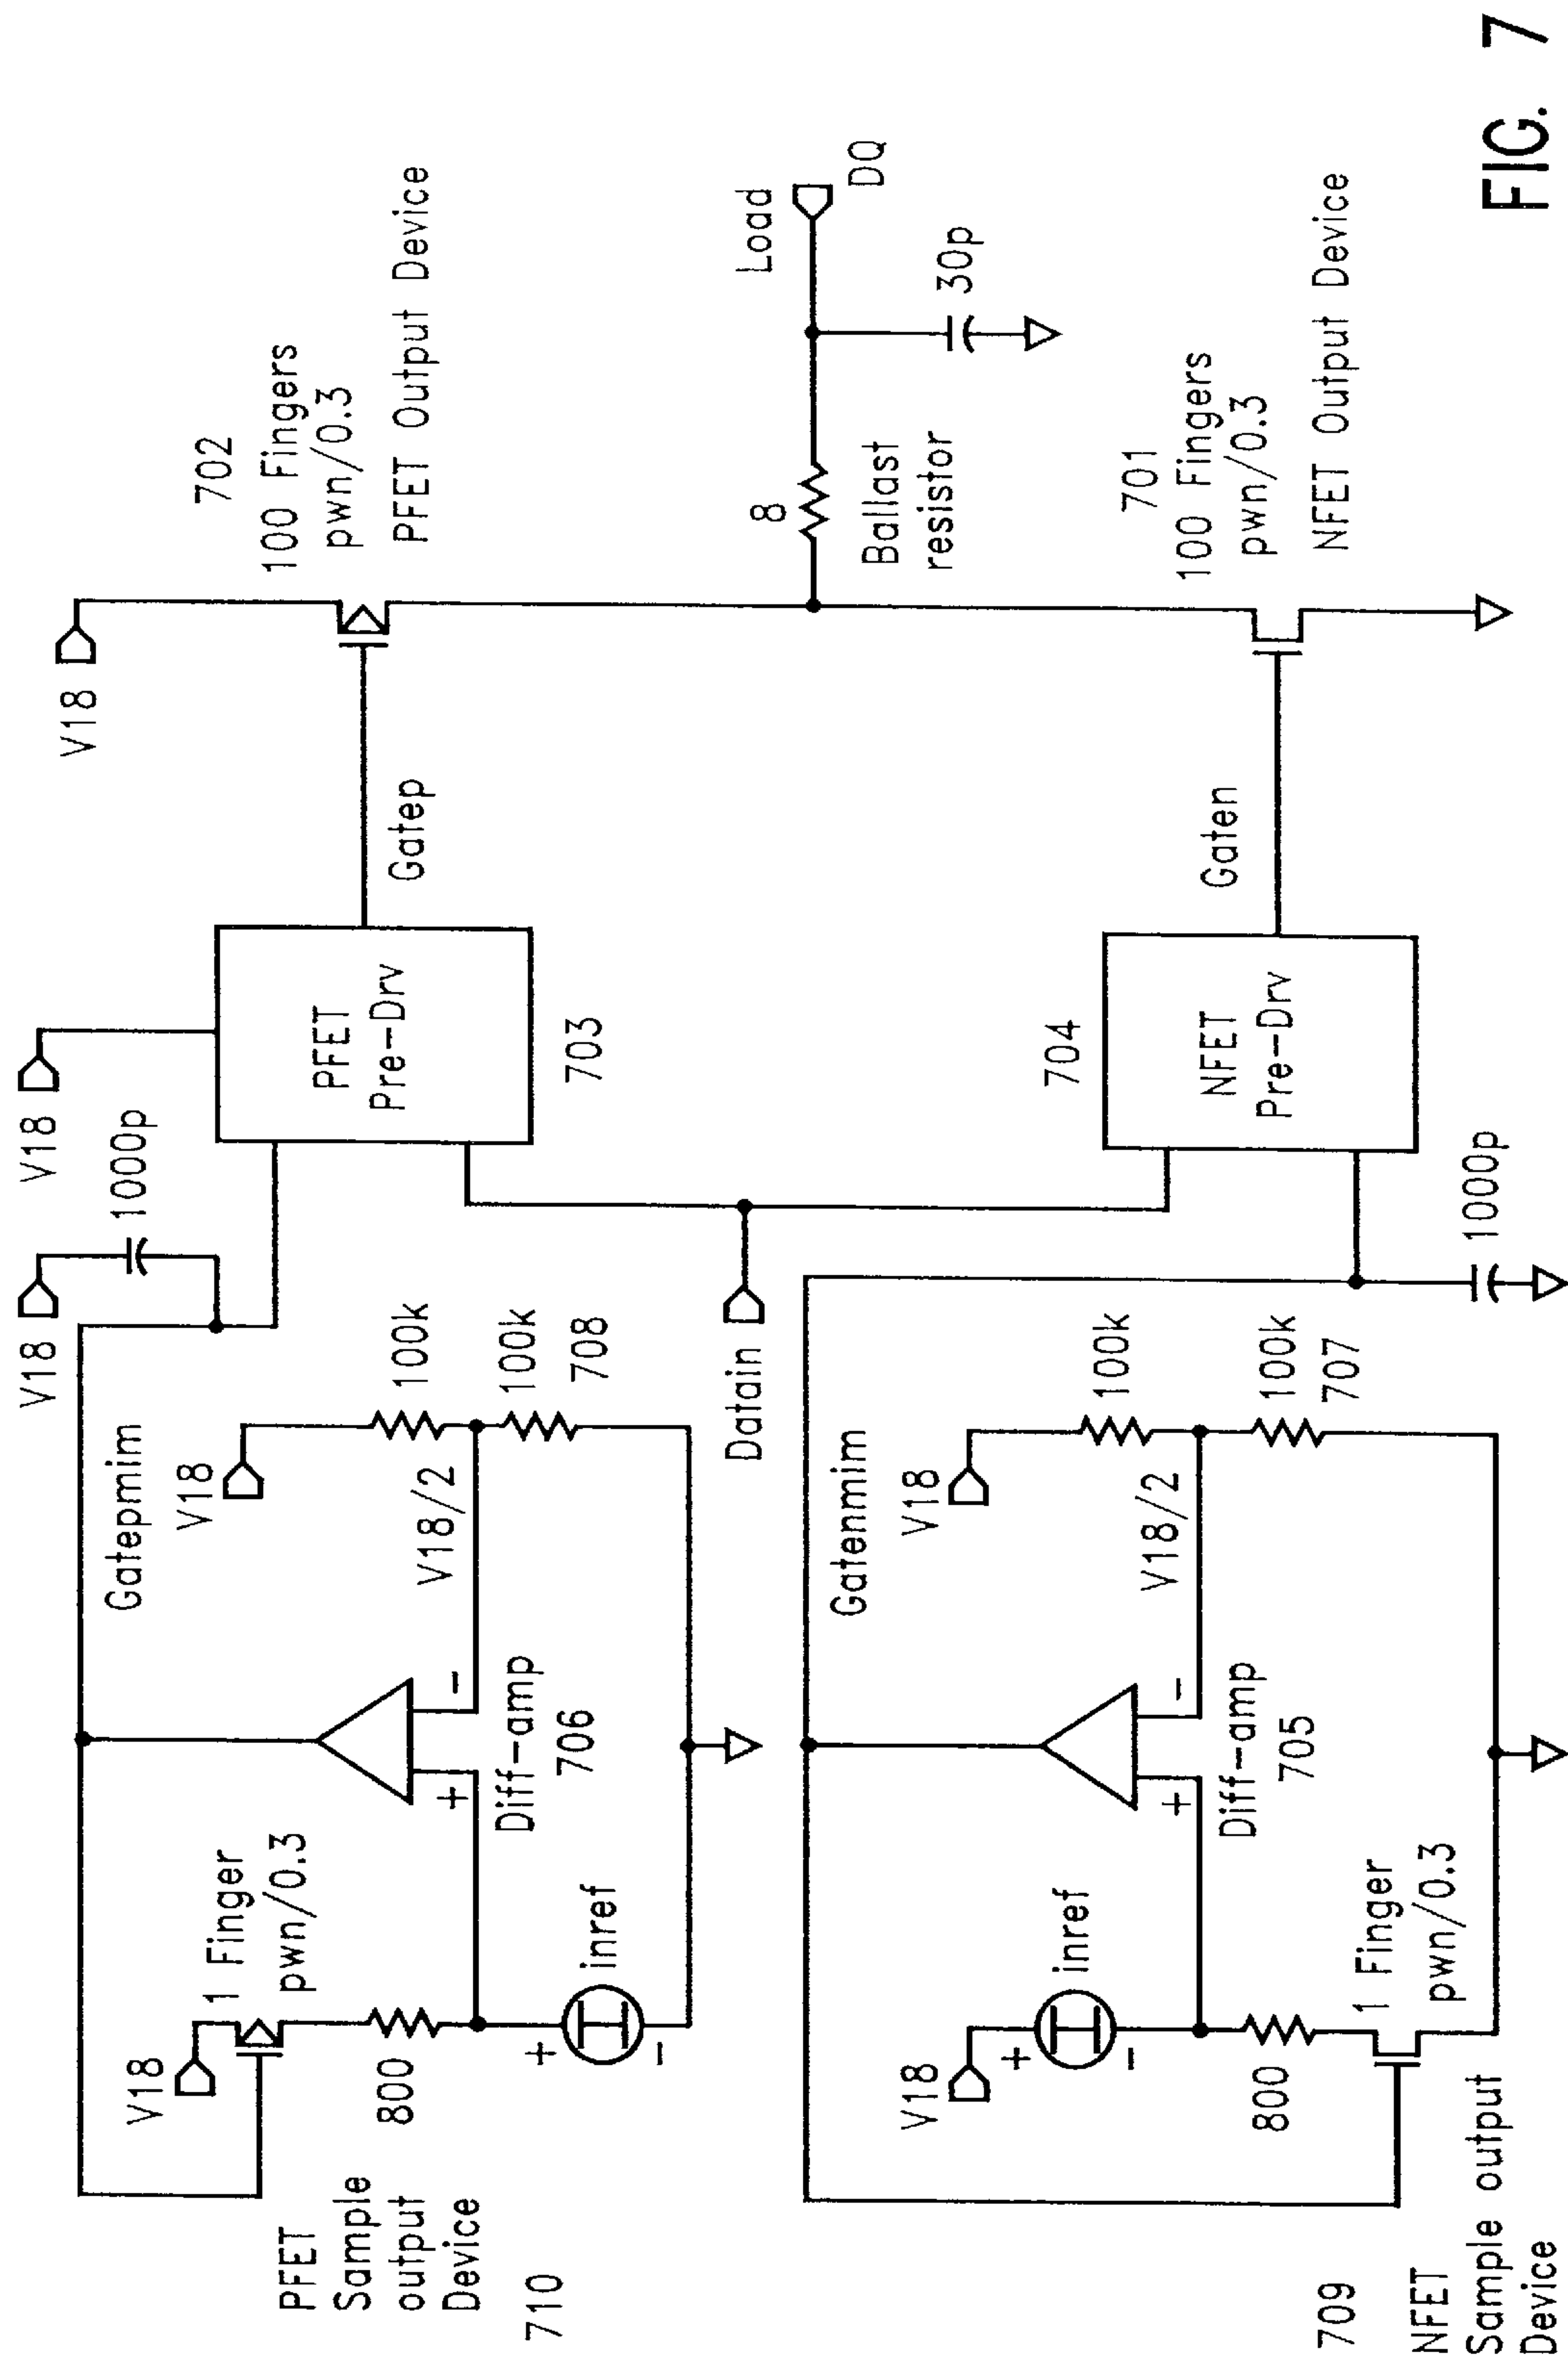 V18
V18
V18
1000p
702
100 Fingers
pwn/0.3
PFET Output Device
Gatepmim
V18
PFET
Pre-Drv
703
Gatep
V18
1 Finger
pwn/0.3
100k
100k
708
V18/2
+
-
Diff-amp
706
800
+
inref
-
PFET
Sample
output
Device
710
Datain
Load
DQ
8
Ballast
resistor
30p
Gatenmim
V18
V18
100k
100k
707
V18/2
704
NFET
Pre-Drv
Gaten
701
100 Fingers
pwn/0.3
NFET Output Device
+
inref
-
+
-
Diff-amp
705
800
1 Finger
pwn/0.3
1000p
709
NFET
Sample output
Device
FIG. 7